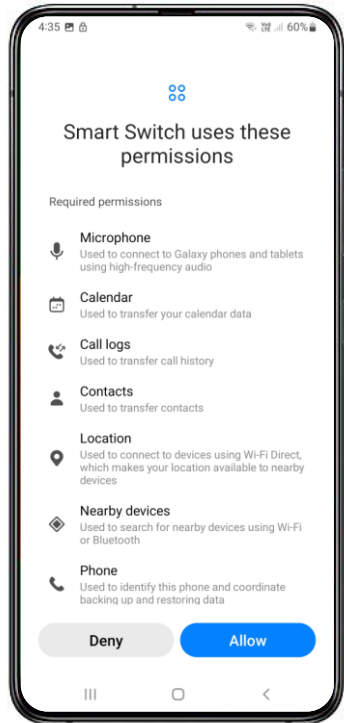 4:35 60%
Smart Switch uses these
permissions
Required permissions
Microphone
Used to connect to Galaxy phones and tablets
using high-frequency audio
Calendar
Used to transfer your calendar data
Call logs
Used to transfer call history
Contacts
Used to transfer contacts
Location
Used to connect to devices using Wi-Fi Direct,
which makes your location available to nearby
devices
Nearby devices
Used to search for nearby devices using Wi-Fi
or Bluetooth
Phone
Used to identify this phone and coordinate
backing up and restoring data
Deny Allow